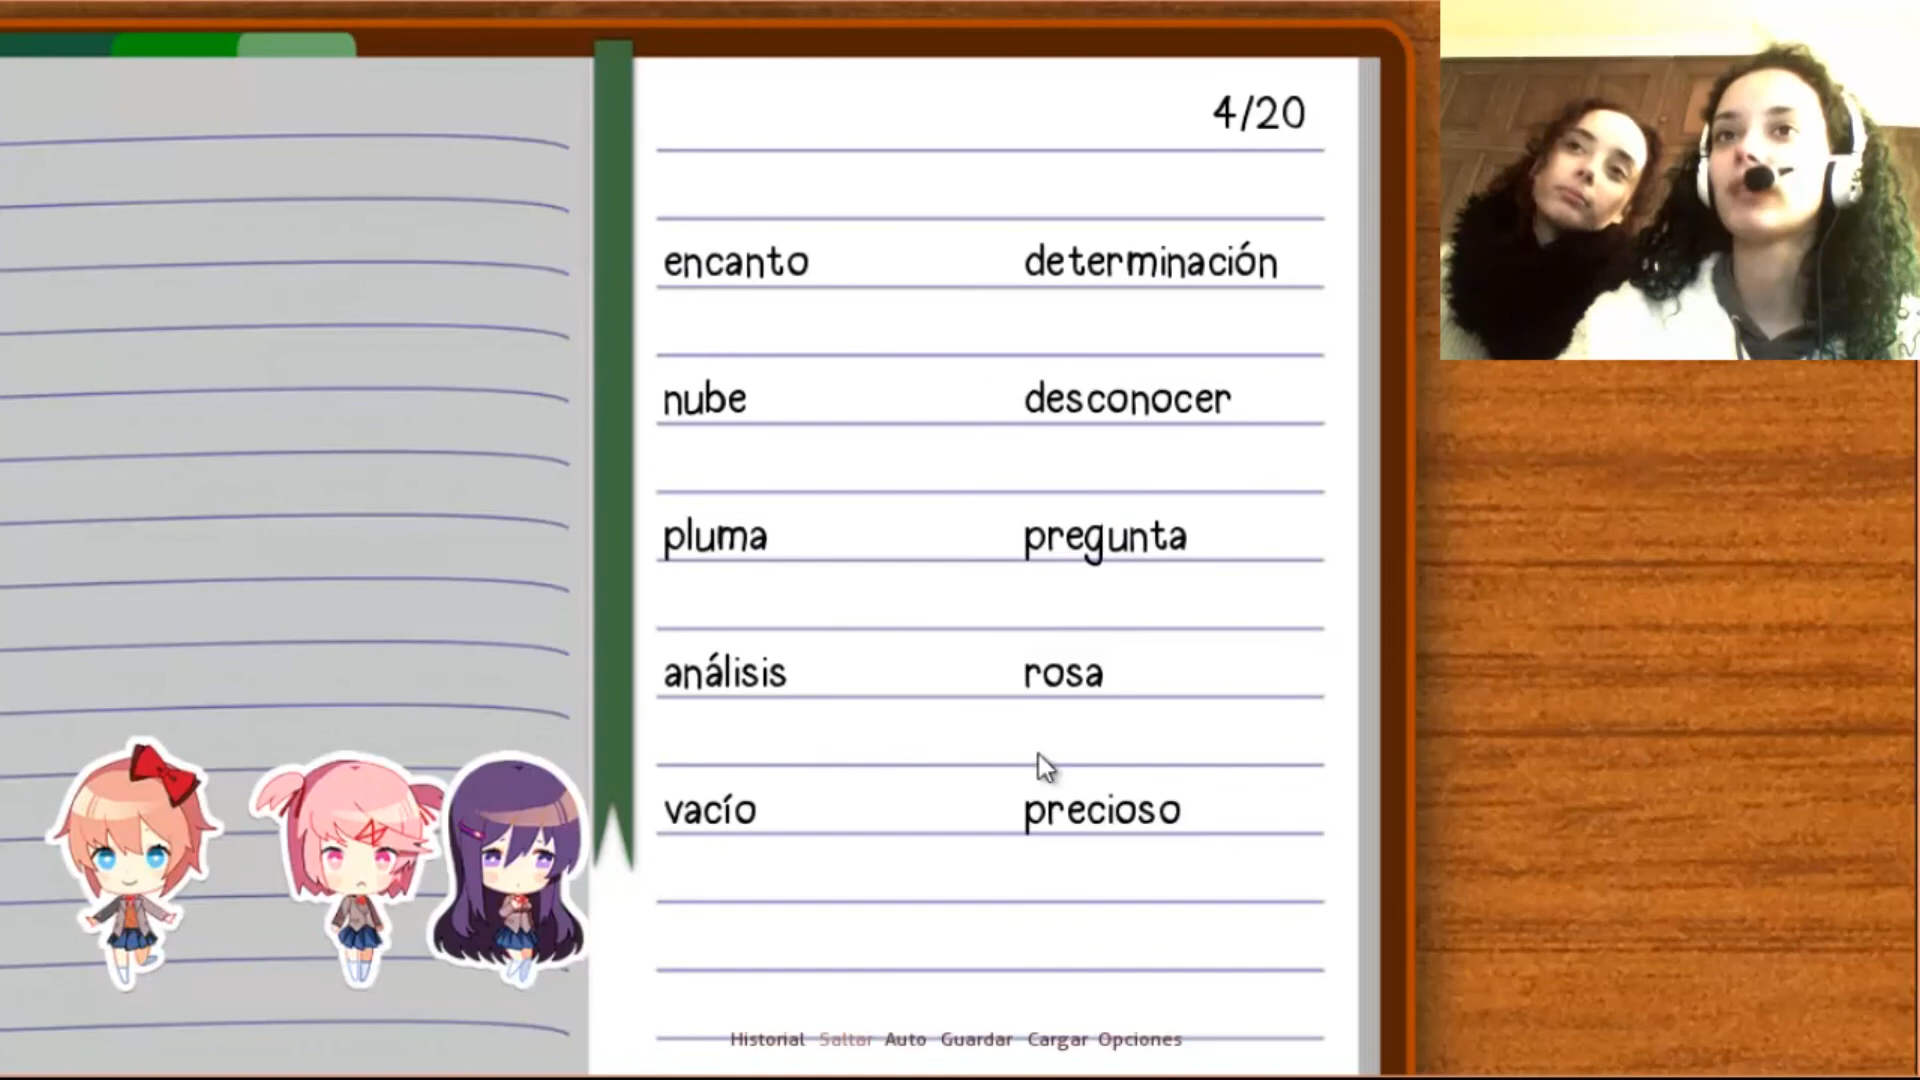 4/20
encanto determinación
nube desconocer
pluma pregunta
análisis rosa
vacío precioso
Historial Saltar Auto Guardar Cargar Opciones